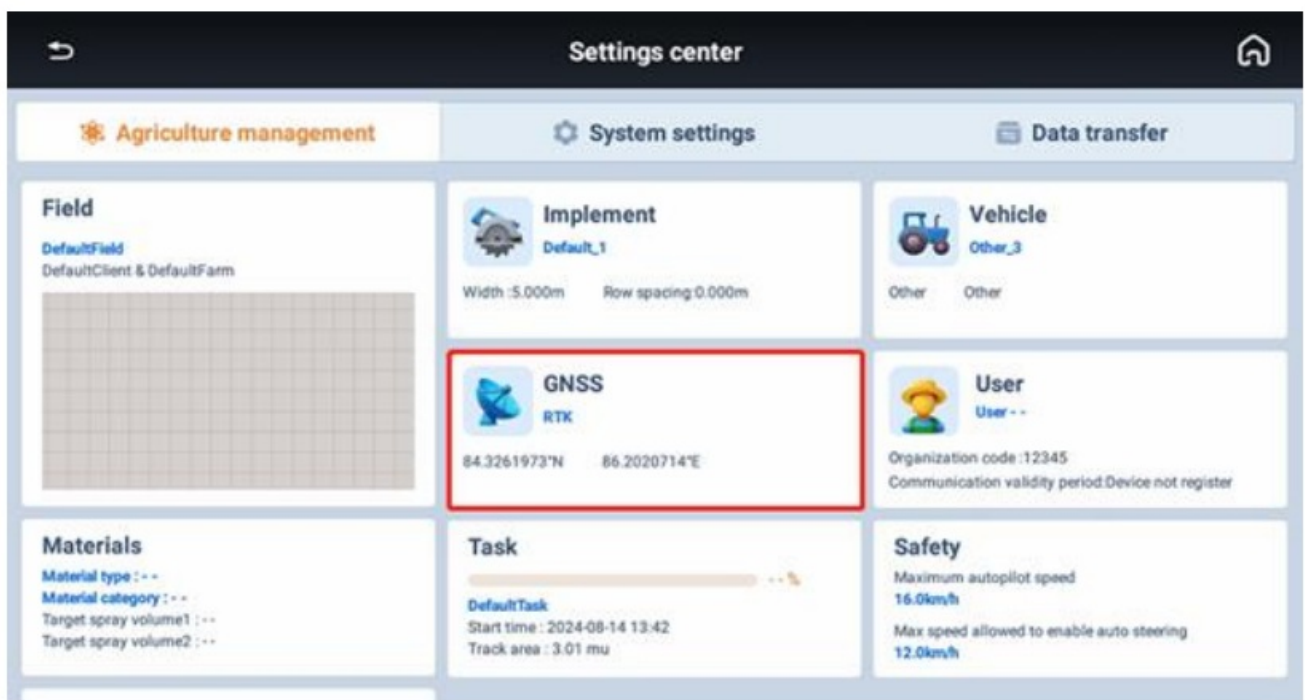 Settings center
Agriculture management
System settings
Data transfer
Field
DefaultField
DefaultClient & DefaultFarm
Implement
Default_1
Width :5.000m Row spacing:0.000m
Vehicle
Other_3
Other Other
GNSS
RTK
84.3261973°N 86.2020714°E
User
User - -
Organization code :12345
Communication validity period:Device not register
Materials
Material type : - -
Material category : - -
Target spray volume1 : - -
Target spray volume2 : - -
Task
- - %
DefaultTask
Start time : 2024-08-14 13:42
Track area : 3.01 mu
Safety
Maximum autopilot speed
16.0km/h
Max speed allowed to enable auto steering
12.0km/h